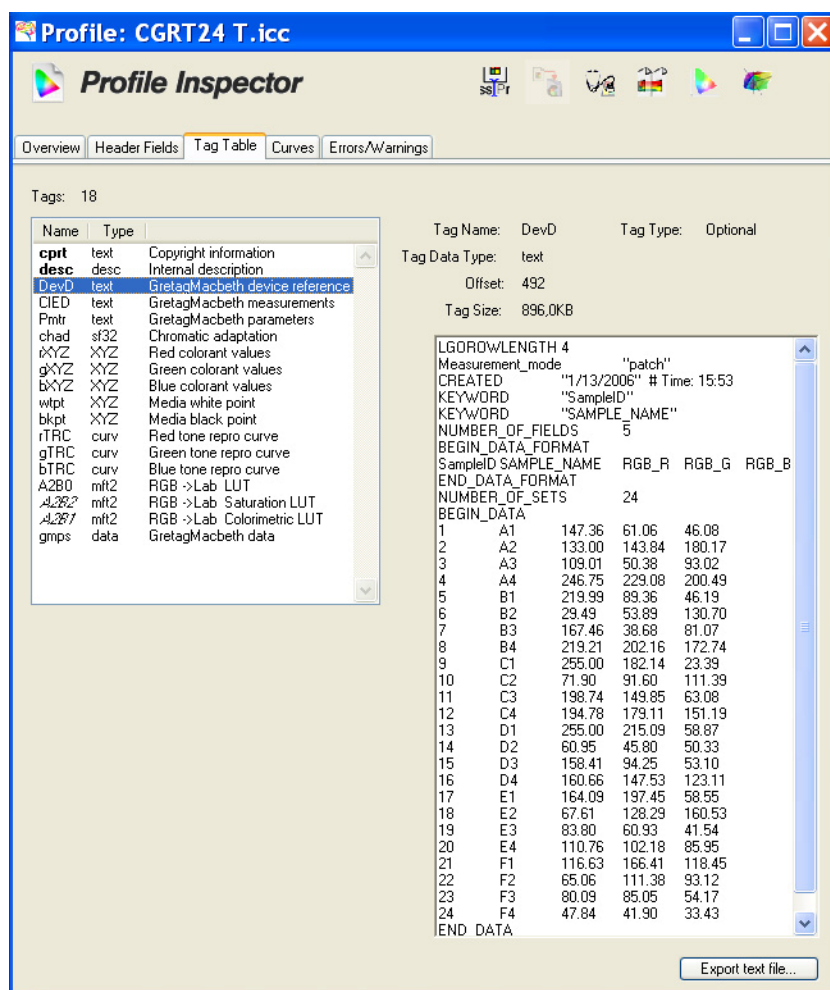 Profile: CGRT24 T.icc
Profile Inspector
Overview Header Fields Tag Table Curves Errors/Warnings
Tags: 18
Name Type
cprt text Copyright information
desc desc Internal description
DevD text GretagMacbeth device reference
CIED text GretagMacbeth measurements
Pmtr text GretagMacbeth parameters
chad sf32 Chromatic adaptation
rXYZ XYZ Red colorant values
gXYZ XYZ Green colorant values
bXYZ XYZ Blue colorant values
wtpt XYZ Media white point
bkpt XYZ Media black point
rTRC curv Red tone repro curve
gTRC curv Green tone repro curve
bTRC curv Blue tone repro curve
A2B0 mft2 RGB ->Lab LUT
A2B2 mft2 RGB ->Lab Saturation LUT
A2B1 mft2 RGB ->Lab Colorimetric LUT
gmps data GretagMacbeth data
Tag Name: DevD Tag Type: Optional
Tag Data Type: text
Offset: 492
Tag Size: 896,0KB
LGOROWLENGTH 4
Measurement_mode "patch"
CREATED "1/13/2006" # Time: 15:53
KEYWORD "SampleID"
KEYWORD "SAMPLE_NAME"
NUMBER_OF_FIELDS 5
BEGIN_DATA_FORMAT
SampleID SAMPLE_NAME RGB_R RGB_G RGB_B
END_DATA_FORMAT
NUMBER_OF_SETS 24
BEGIN_DATA
1 A1 147.36 61.06 46.08
2 A2 133.00 143.84 180.17
3 A3 109.01 50.38 93.02
4 A4 246.75 229.08 200.49
5 B1 219.99 89.36 46.19
6 B2 29.49 53.89 130.70
7 B3 167.46 38.68 81.07
8 B4 219.21 202.16 172.74
9 C1 255.00 182.14 23.39
10 C2 71.90 91.60 111.39
11 C3 198.74 149.85 63.08
12 C4 194.78 179.11 151.19
13 D1 255.00 215.09 58.87
14 D2 60.95 45.80 50.33
15 D3 158.41 94.25 53.10
16 D4 160.66 147.53 123.11
17 E1 164.09 197.45 58.55
18 E2 67.61 128.29 160.53
19 E3 83.80 60.93 41.54
20 E4 110.76 102.18 85.95
21 F1 116.63 166.41 118.45
22 F2 65.06 111.38 93.12
23 F3 80.09 85.05 54.17
24 F4 47.84 41.90 33.43
END_DATA
Export text file...